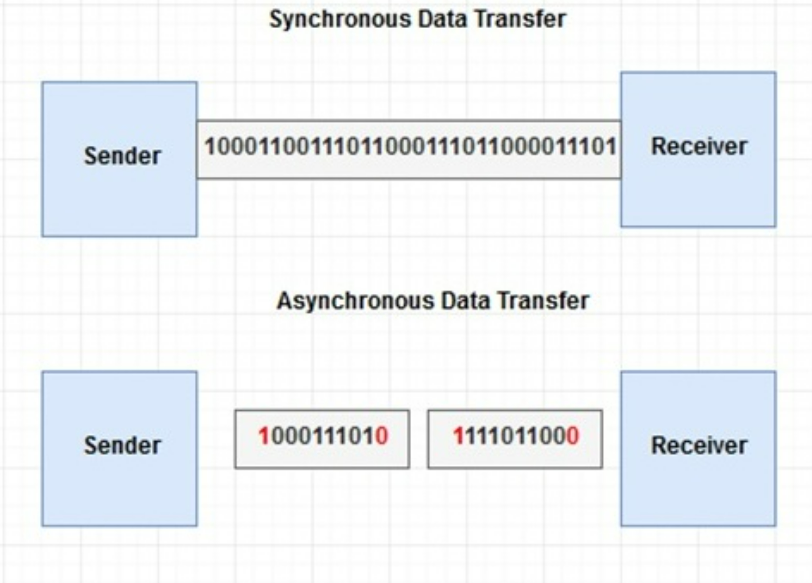 Synchronous Data Transfer
Sender
10001100111011000111011000011101
Receiver
Asynchronous Data Transfer
Sender
1000111010
1111011000
Receiver